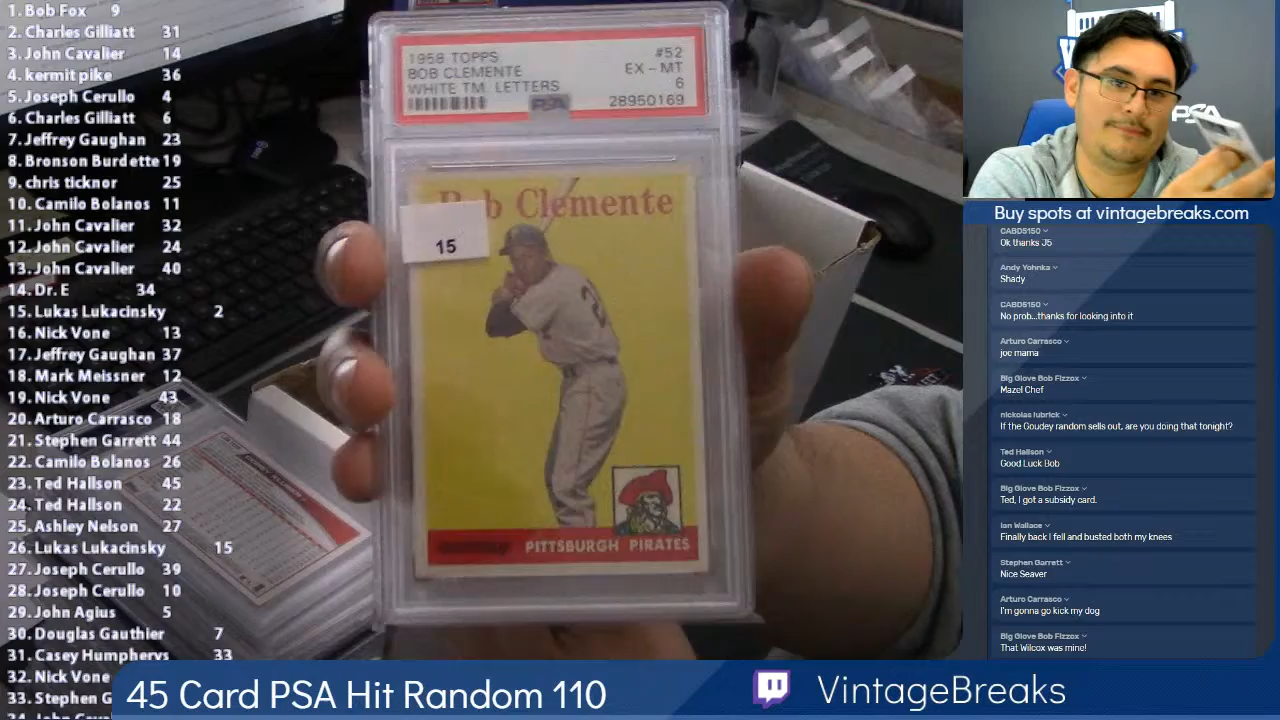 1. Bob Fox 9
2. Charles Gilliatt 31
3. John Cavalier 14
4. kermit pike 36
5. Joseph Cerullo 4
6. Charles Gilliatt 6
7. Jeffrey Gaughan 23
8. Bronson Burdette 19
9. chris ticknor 25
10. Camilo Bolanos 11
11. John Cavalier 32
12. John Cavalier 24
13. John Cavalier 40
14. Dr. E 34
15. Lukas Lukacinsky 2
16. Nick Vone 13
17. Jeffrey Gaughan 37
18. Mark Meissner 12
19. Nick Vone 43
20. Arturo Carrasco 18
21. Stephen Garrett 44
22. Camilo Bolanos 26
23. Ted Hallson 45
24. Ted Hallson 22
25. Ashley Nelson 27
26. Lukas Lukacinsky 15
27. Joseph Cerullo 39
28. Joseph Cerullo 10
29. John Agius 5
30. Douglas Gauthier 7
31. Casey Humphervs 33
32. Nick Vone
33. Stephen G
1958 TOPPS #52
BOB CLEMENTE EX - MT
WHITE TM. LETTERS 6
PSA 28950169
Bob Clemente
15
PITTSBURGH PIRATES
PSA
Buy spots at vintagebreaks.com
CABD5150
Ok thanks J5
Andy Yohnka
Shady
CABD5150
No prob...thanks for looking into it
Arturo Carrasco
joe mama
Big Glove Bob Fizzox
Mazel Chef
nickolas lubrick
If the Goudey random sells out, are you doing that tonight?
Ted Hallson
Good Luck Bob
Big Glove Bob Fizzox
Ted, I got a subsidy card.
Ian Wallace
Finally back I fell and busted both my knees
Stephen Garrett
Nice Seaver
Arturo Carrasco
I'm gonna go kick my dog
Big Glove Bob Fizzox
That Wilcox was mine!
45 Card PSA Hit Random 110
VintageBreaks